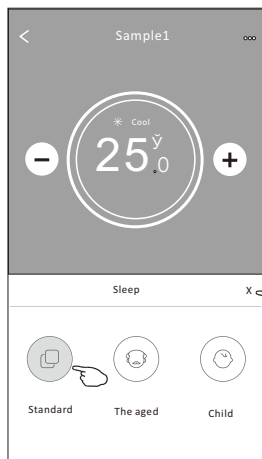 Sample1
Cool
25.0 ў
Sleep
X
Standard
The aged
Child